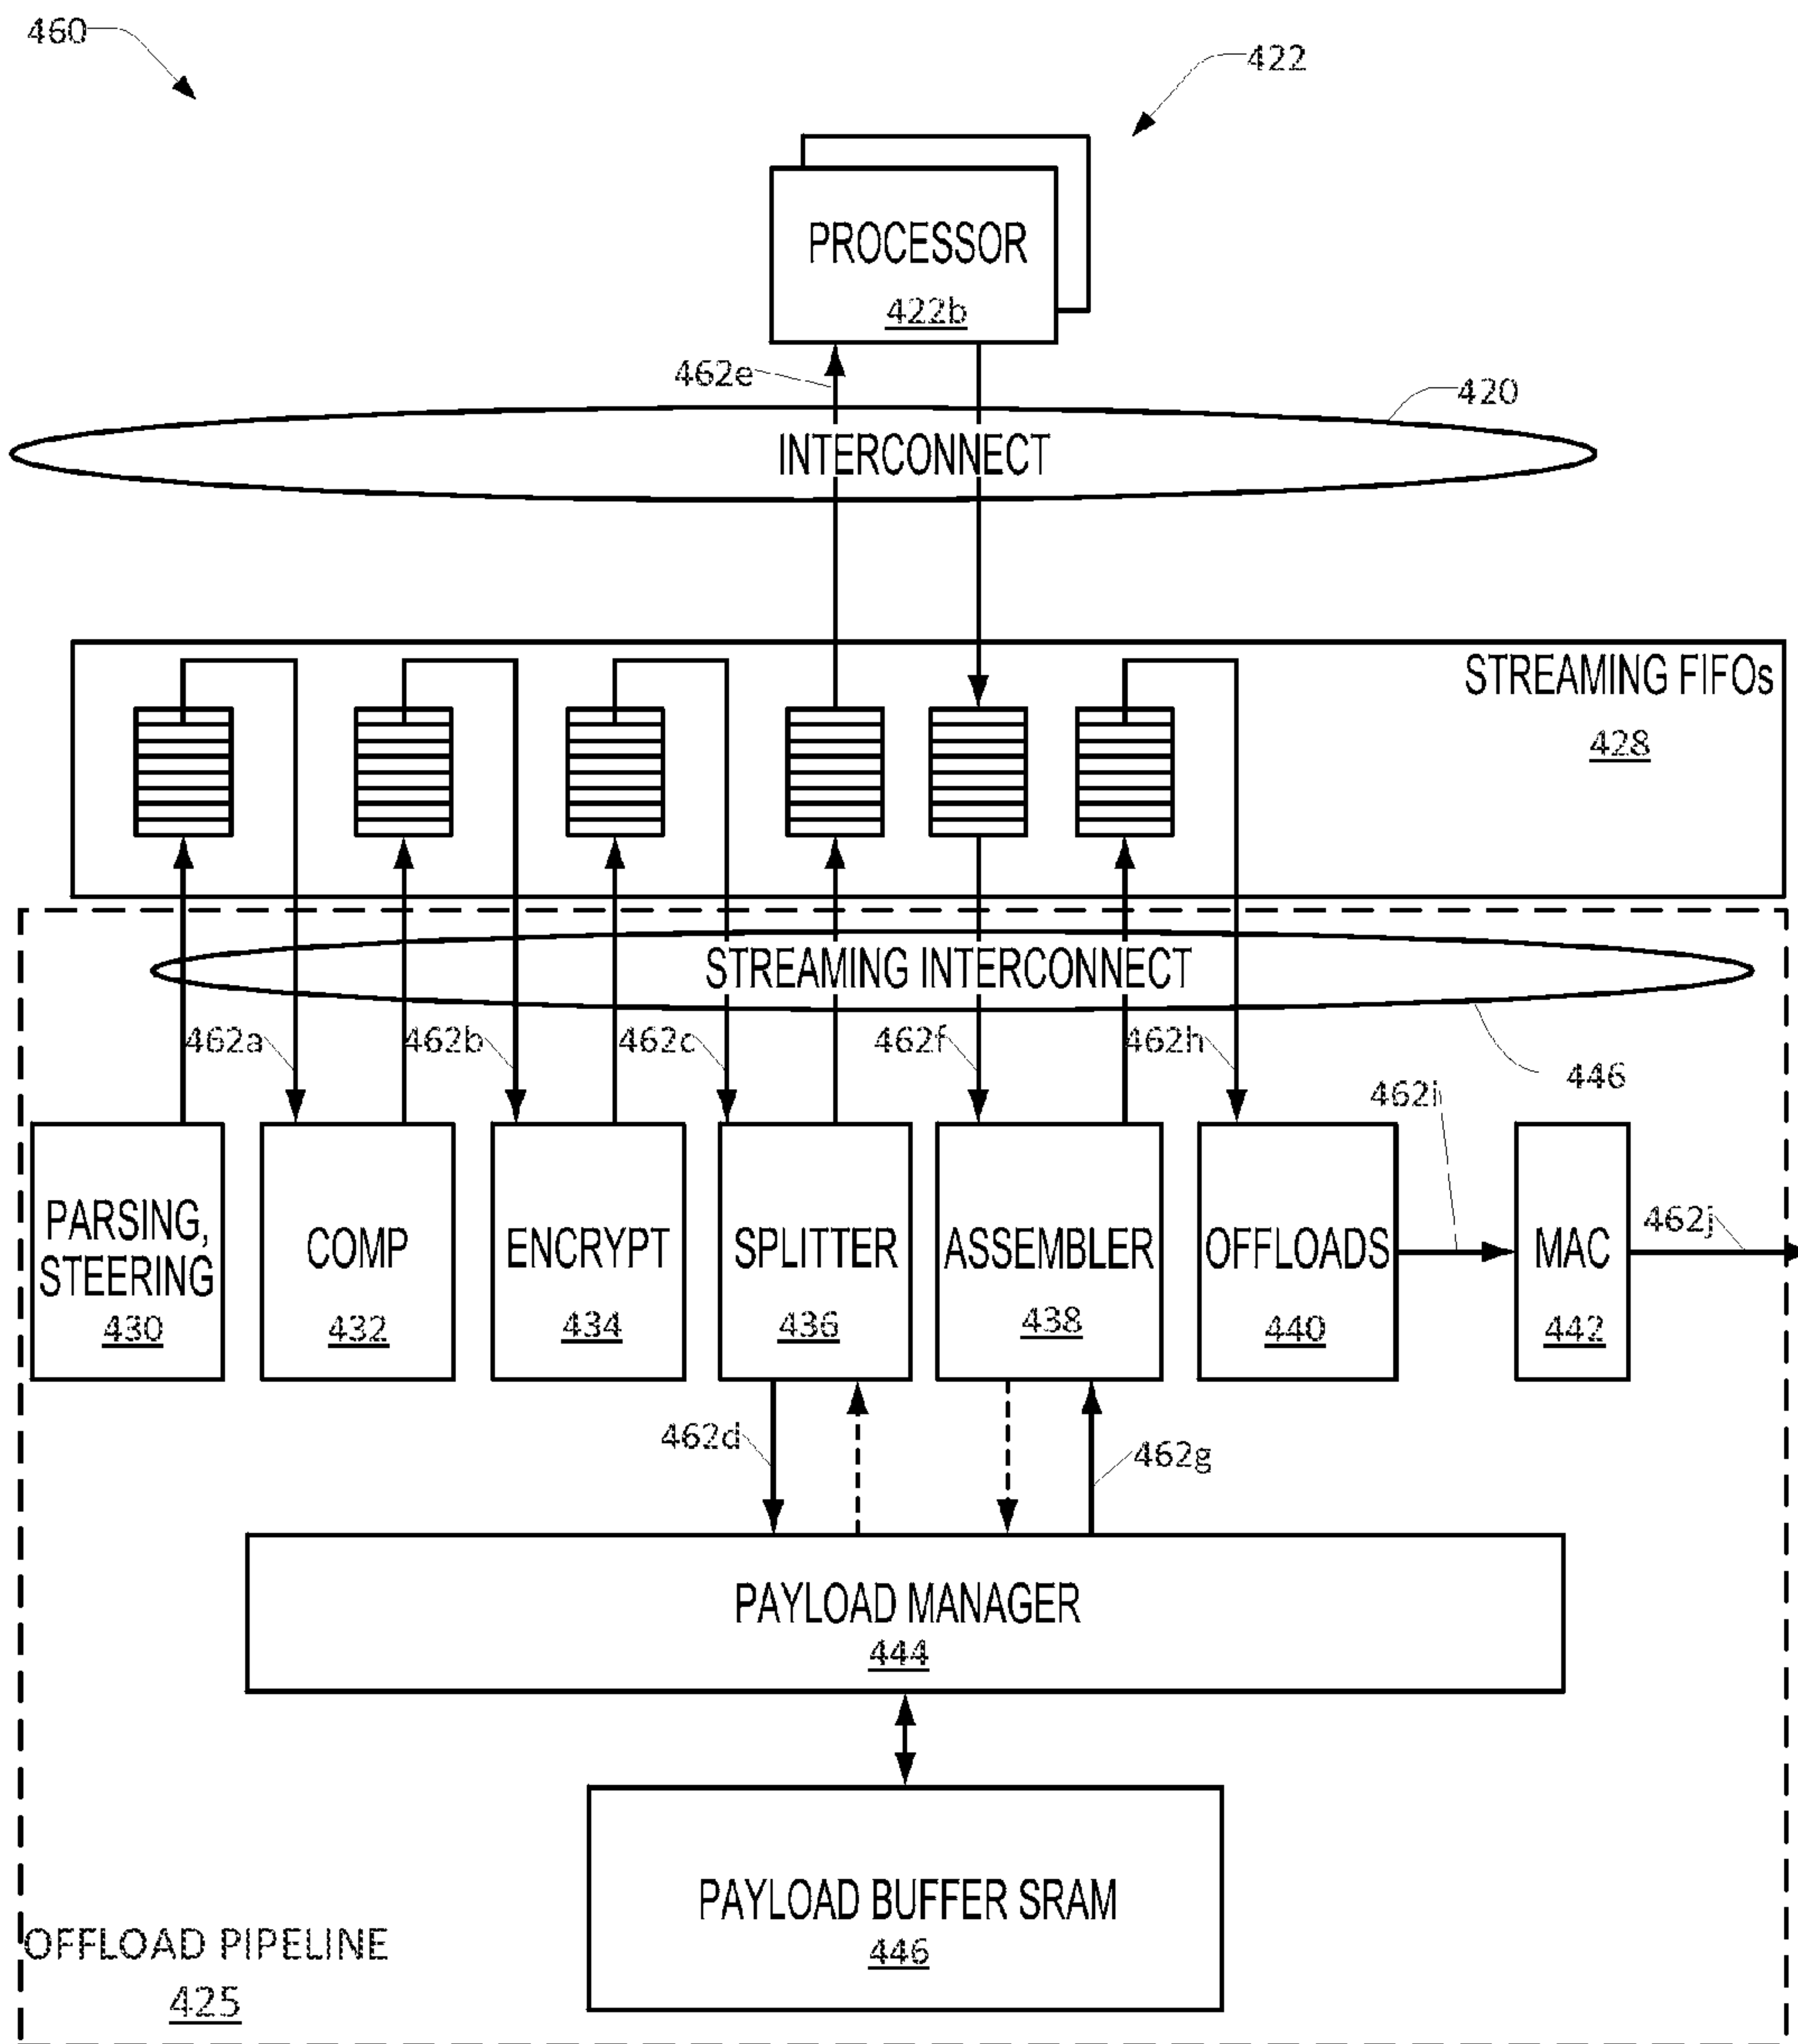 460
422
PROCESSOR
422b
462e
420
INTERCONNECT
STREAMING FIFOs
428
STREAMING INTERCONNECT
462a
462b
462c
462f
462h
446
462i
PARSING,
STEERING
430
COMP
432
ENCRYPT
434
SPLITTER
436
ASSEMBLER
438
OFFLOADS
440
MAC
442
462j
462d
462g
PAYLOAD MANAGER
444
PAYLOAD BUFFER SRAM
446
OFFLOAD PIPELINE
425